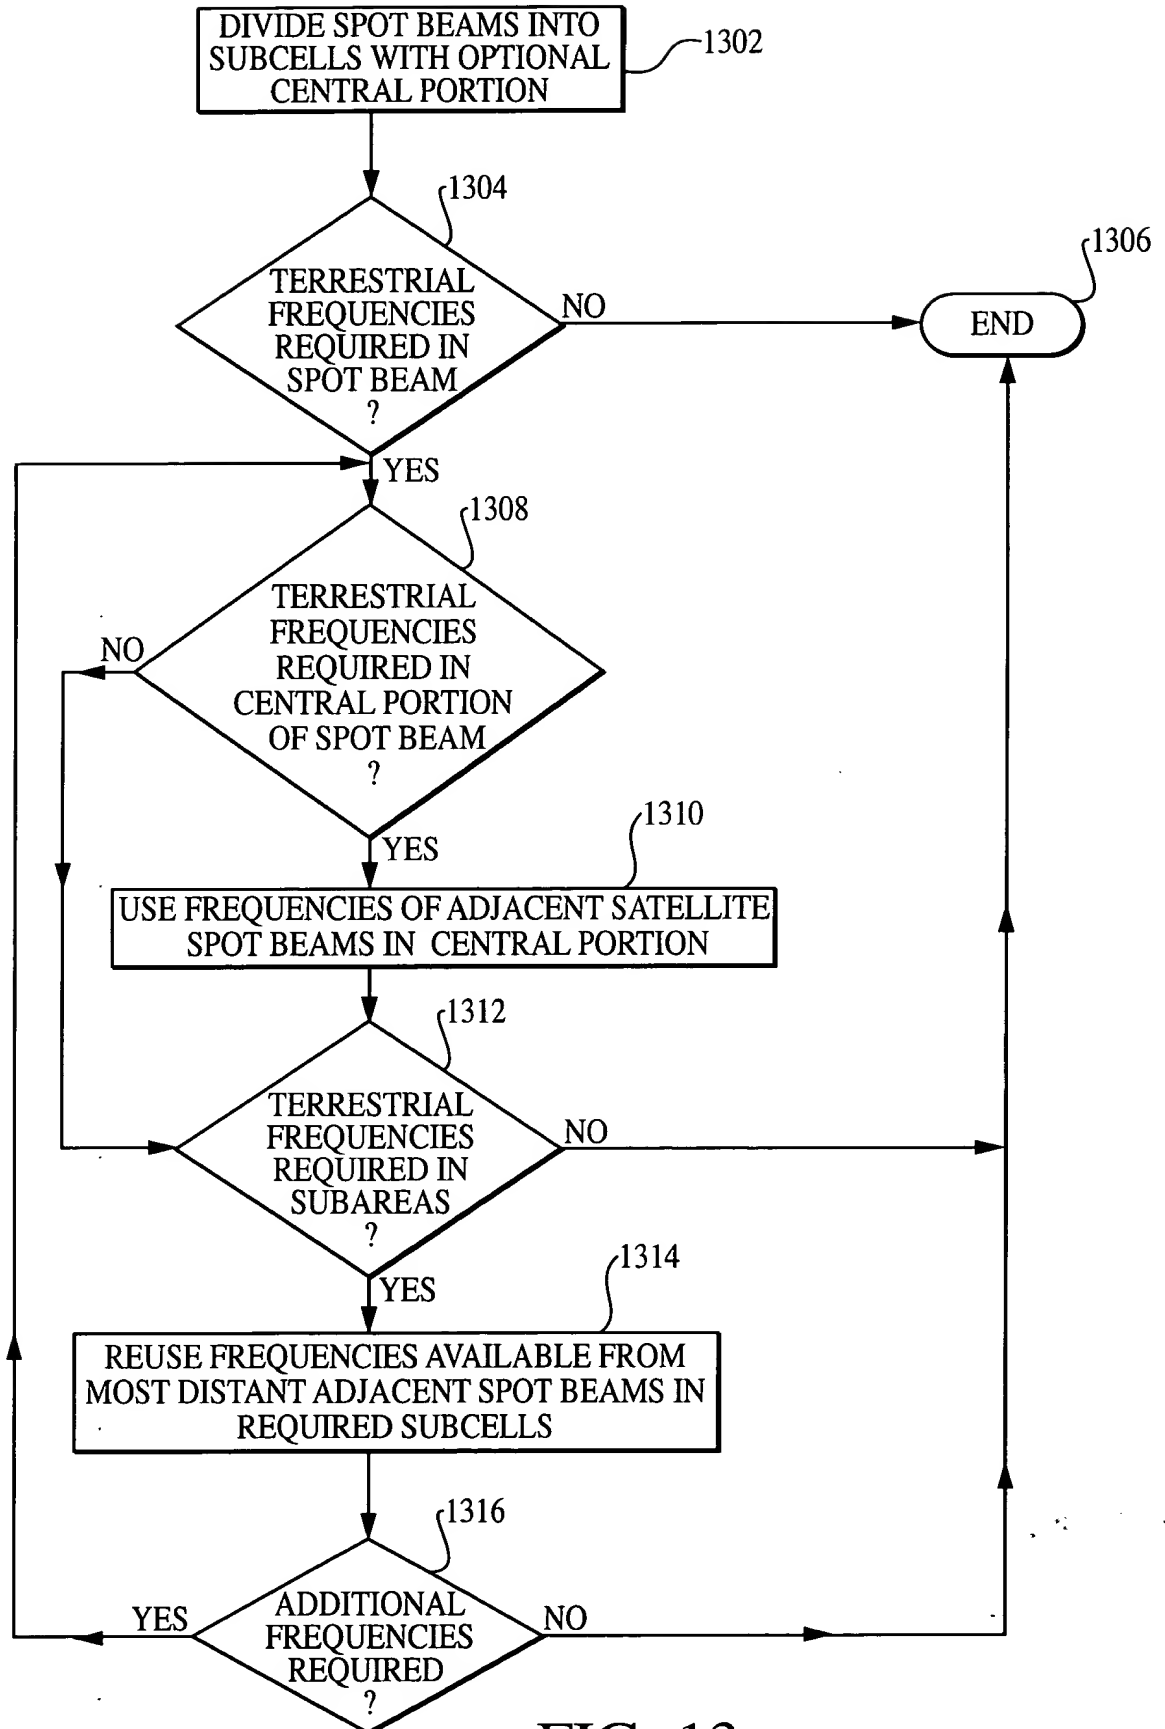 DIVIDE SPOT BEAMS INTO
SUBCELLS WITH OPTIONAL
CENTRAL PORTION
1302
1304
TERRESTRIAL
FREQUENCIES
REQUIRED IN
SPOT BEAM
?
NO
1306
END
YES
1308
TERRESTRIAL
FREQUENCIES
REQUIRED IN
CENTRAL PORTION
OF SPOT BEAM
?
NO
YES
1310
USE FREQUENCIES OF ADJACENT SATELLITE
SPOT BEAMS IN CENTRAL PORTION
1312
TERRESTRIAL
FREQUENCIES
REQUIRED IN
SUBAREAS
?
NO
YES
1314
REUSE FREQUENCIES AVAILABLE FROM
MOST DISTANT ADJACENT SPOT BEAMS IN
REQUIRED SUBCELLS
1316
ADDITIONAL
FREQUENCIES
REQUIRED
?
YES
NO
FIG. 13